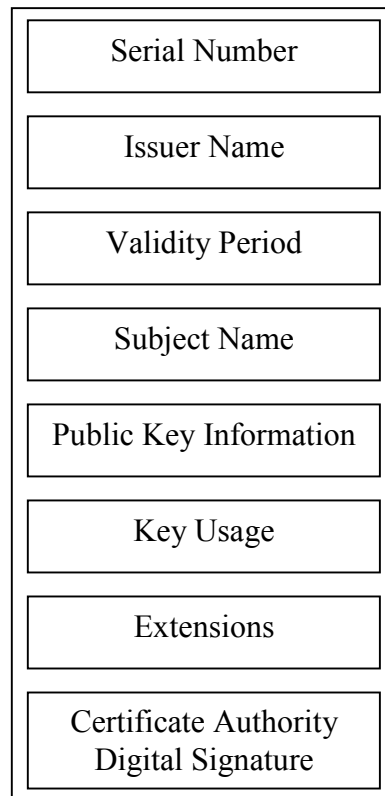 Serial Number
Issuer Name
Validity Period
Subject Name
Public Key Information
Key Usage
Extensions
Certificate Authority
Digital Signature